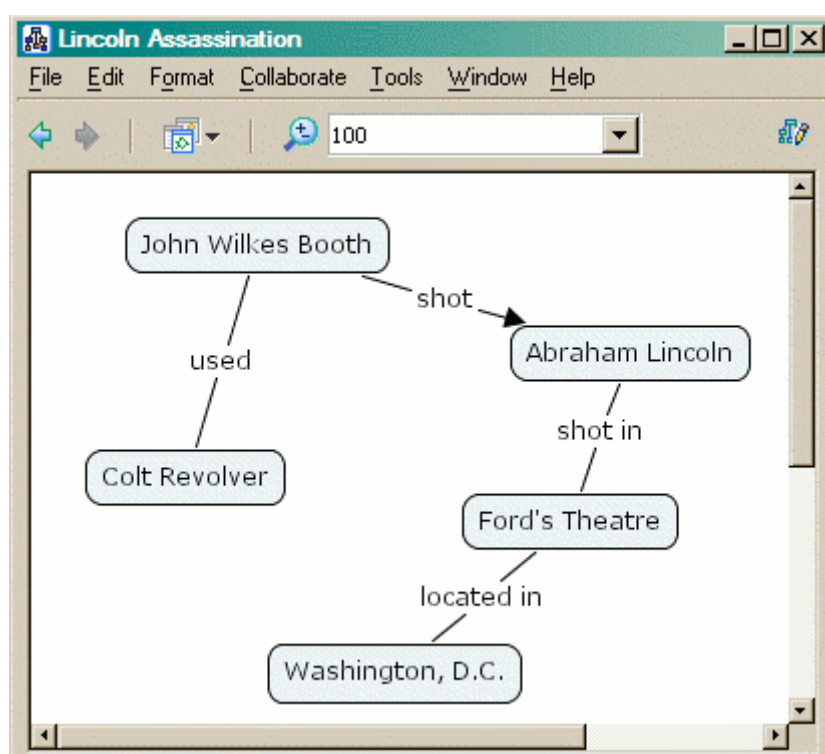 Lincoln Assassination
File Edit Format Collaborate Tools Window Help
100
John Wilkes Booth
shot
Abraham Lincoln
used
shot in
Colt Revolver
Ford's Theatre
located in
Washington, D.C.